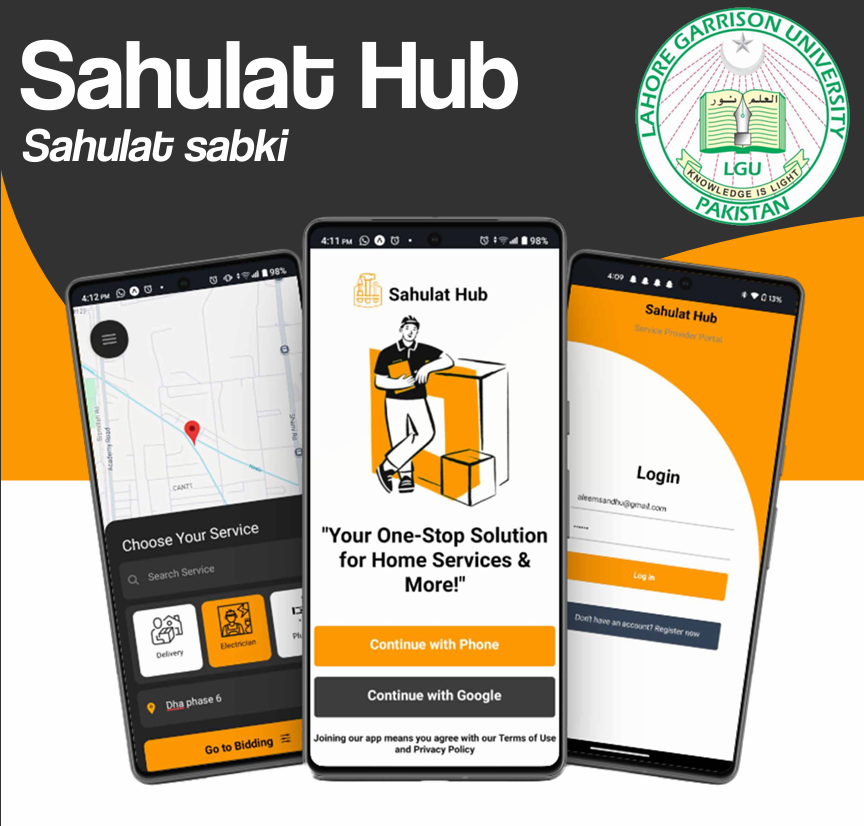 Sahulat Hub
Sahulat sabki
LAHORE GARRISON UNIVERSITY
العلم نور
LGU
KNOWLEDGE IS LIGHT
PAKISTAN
4:12 PM
98%
CANTT
Choose Your Service
Search Service
Delivery
Electrician
Dha phase 6
Go to Bidding
4:11 PM
98%
Sahulat Hub
"Your One-Stop Solution
for Home Services &
More!"
Continue with Phone
Continue with Google
Joining our app means you agree with our Terms of Use
and Privacy Policy
4:09
13%
Sahulat Hub
Service Provider Portal
Login
aleemsandhu@gmail.com
Log in
Don't have an account? Register now